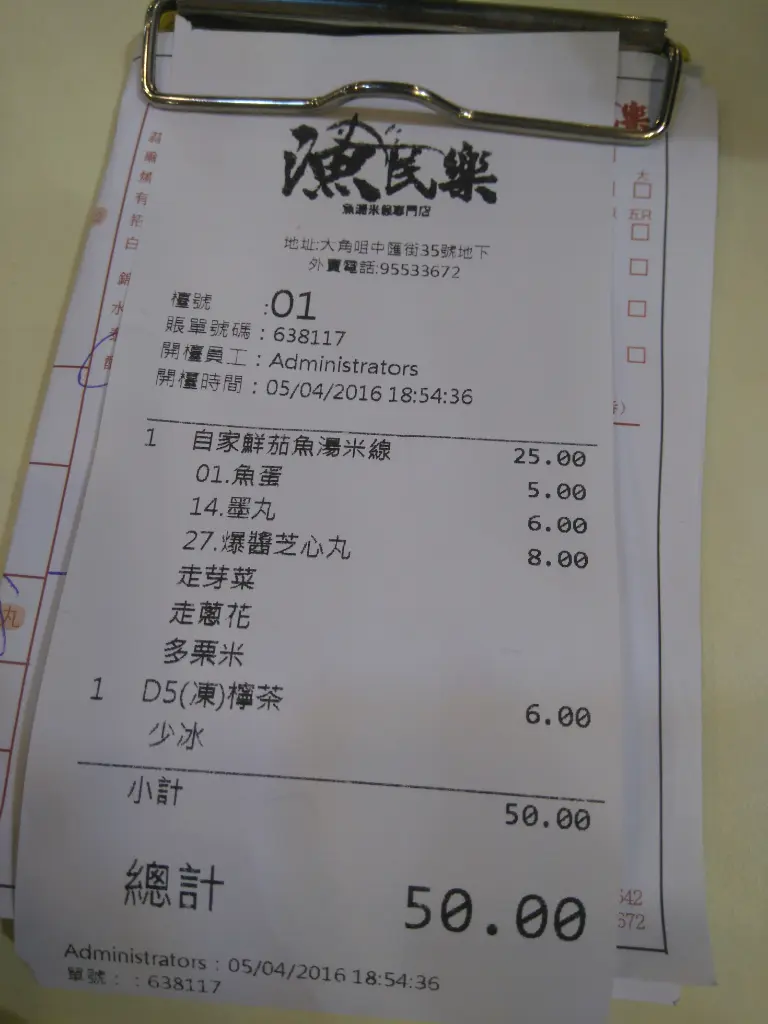 漁民樂
魚湯米線專門店
地址:大角咀中匯街35號地下
外賣電話:95533672
檯號 :01
賬單號碼：638117
開檯員工：Administrators
開檯時間：05/04/2016 18:54:36
1 自家鮮茄魚湯米線 25.00
01.魚蛋 5.00
14.墨丸 6.00
27.爆醬芝心丸 8.00
走芽菜
走蔥花
多粟米
1 D5(凍)檸茶 6.00
少冰
小計 50.00
總計 50.00
Administrators：05/04/2016 18:54:36
單號：：638117
樂
大
丸
542
672